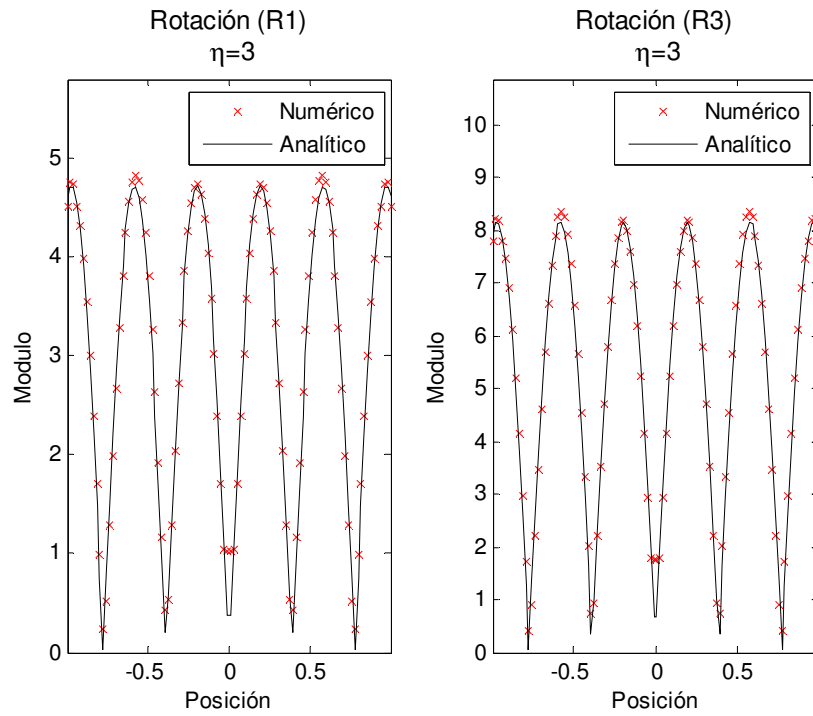 Rotación (R1)
η=3
Numérico
Analítico
5
4
3
2
1
0
-0.5
0
0.5
Modulo
Posición
Rotación (R3)
η=3
Numérico
Analítico
10
9
8
7
6
5
4
3
2
1
0
-0.5
0
0.5
Modulo
Posición